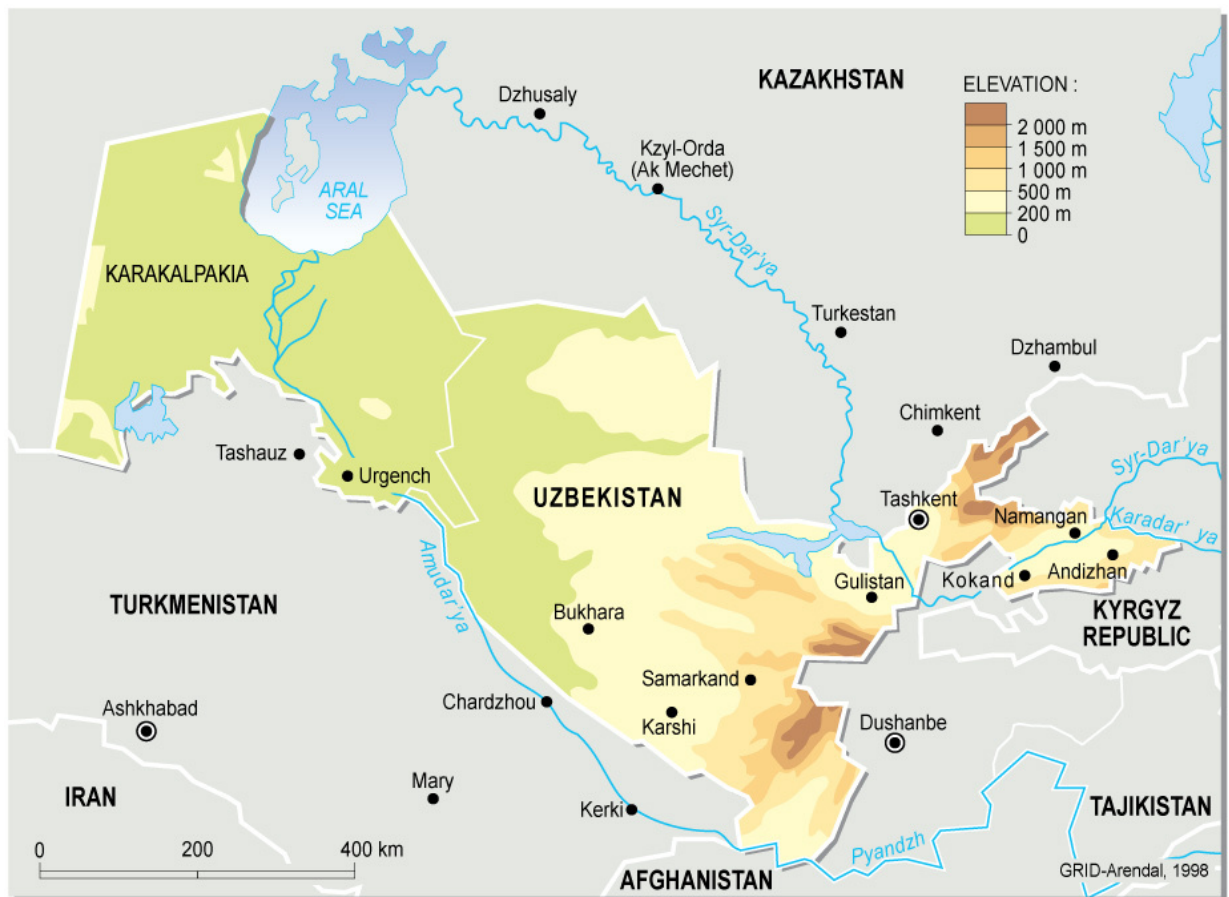 KAZAKHSTAN
ELEVATION :
2 000 m
1 500 m
1 000 m
500 m
200 m
0
Dzhusaly
Kzyl-Orda
(Ak Mechet)
ARAL
SEA
Syr-Dar'ya
KARAKALPAKIA
Turkestan
Dzhambul
Chimkent
Tashauz
Urgench
Syr-Dar'ya
UZBEKISTAN
Tashkent
Namangan
Karadar' ya
Amudar'ya
Gulistan
Kokand
Andizhan
TURKMENISTAN
Bukhara
KYRGYZ
REPUBLIC
Samarkand
Chardzhou
Karshi
Ashkhabad
Dushanbe
Mary
IRAN
Kerki
TAJIKISTAN
Pyandzh
0 200 400 km
AFGHANISTAN
GRID-Arendal, 1998